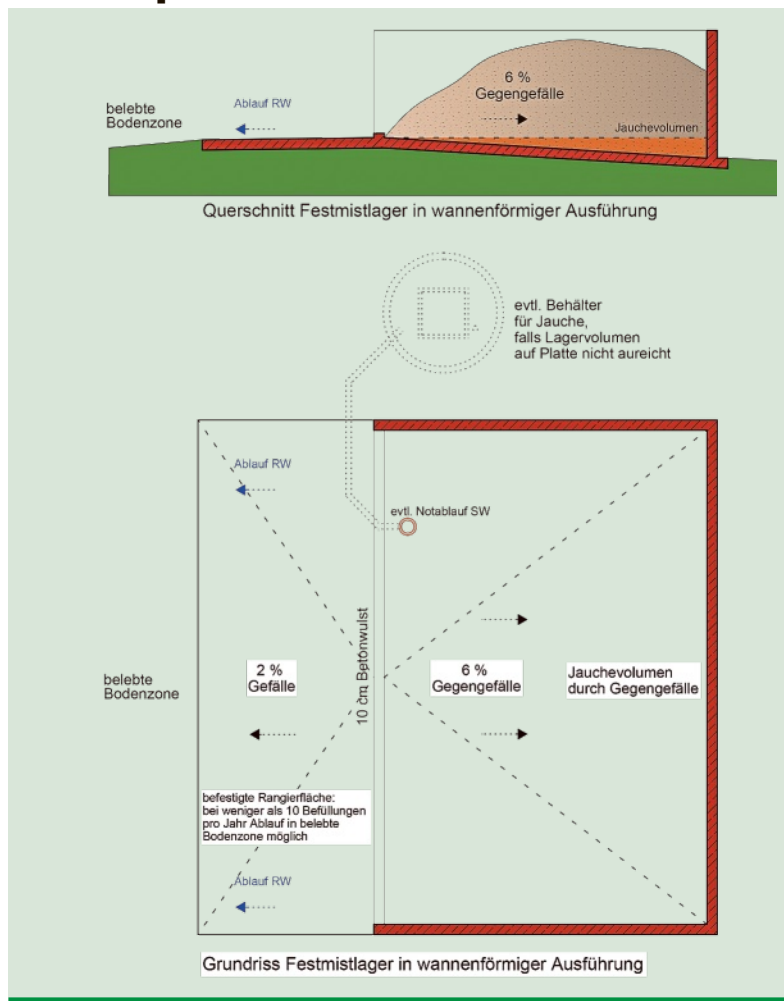 belebte
Bodenzone
Ablauf RW
6 %
Gegengefälle
Jauchevolumen
Querschnitt Festmistlager in wannenförmiger Ausführung
evtl. Behälter
für Jauche,
falls Lagervolumen
auf Platte nicht aureicht
Ablauf RW
evtl. Notablauf SW
10 cm Betonwulst
belebte
Bodenzone
2 %
Gefälle
6 %
Gegengefälle
Jauchevolumen
durch Gegengefälle
befestigte Rangierfläche:
bei weniger als 10 Befüllungen
pro Jahr Ablauf in belebte
Bodenzone möglich
Ablauf RW
Grundriss Festmistlager in wannenförmiger Ausführung